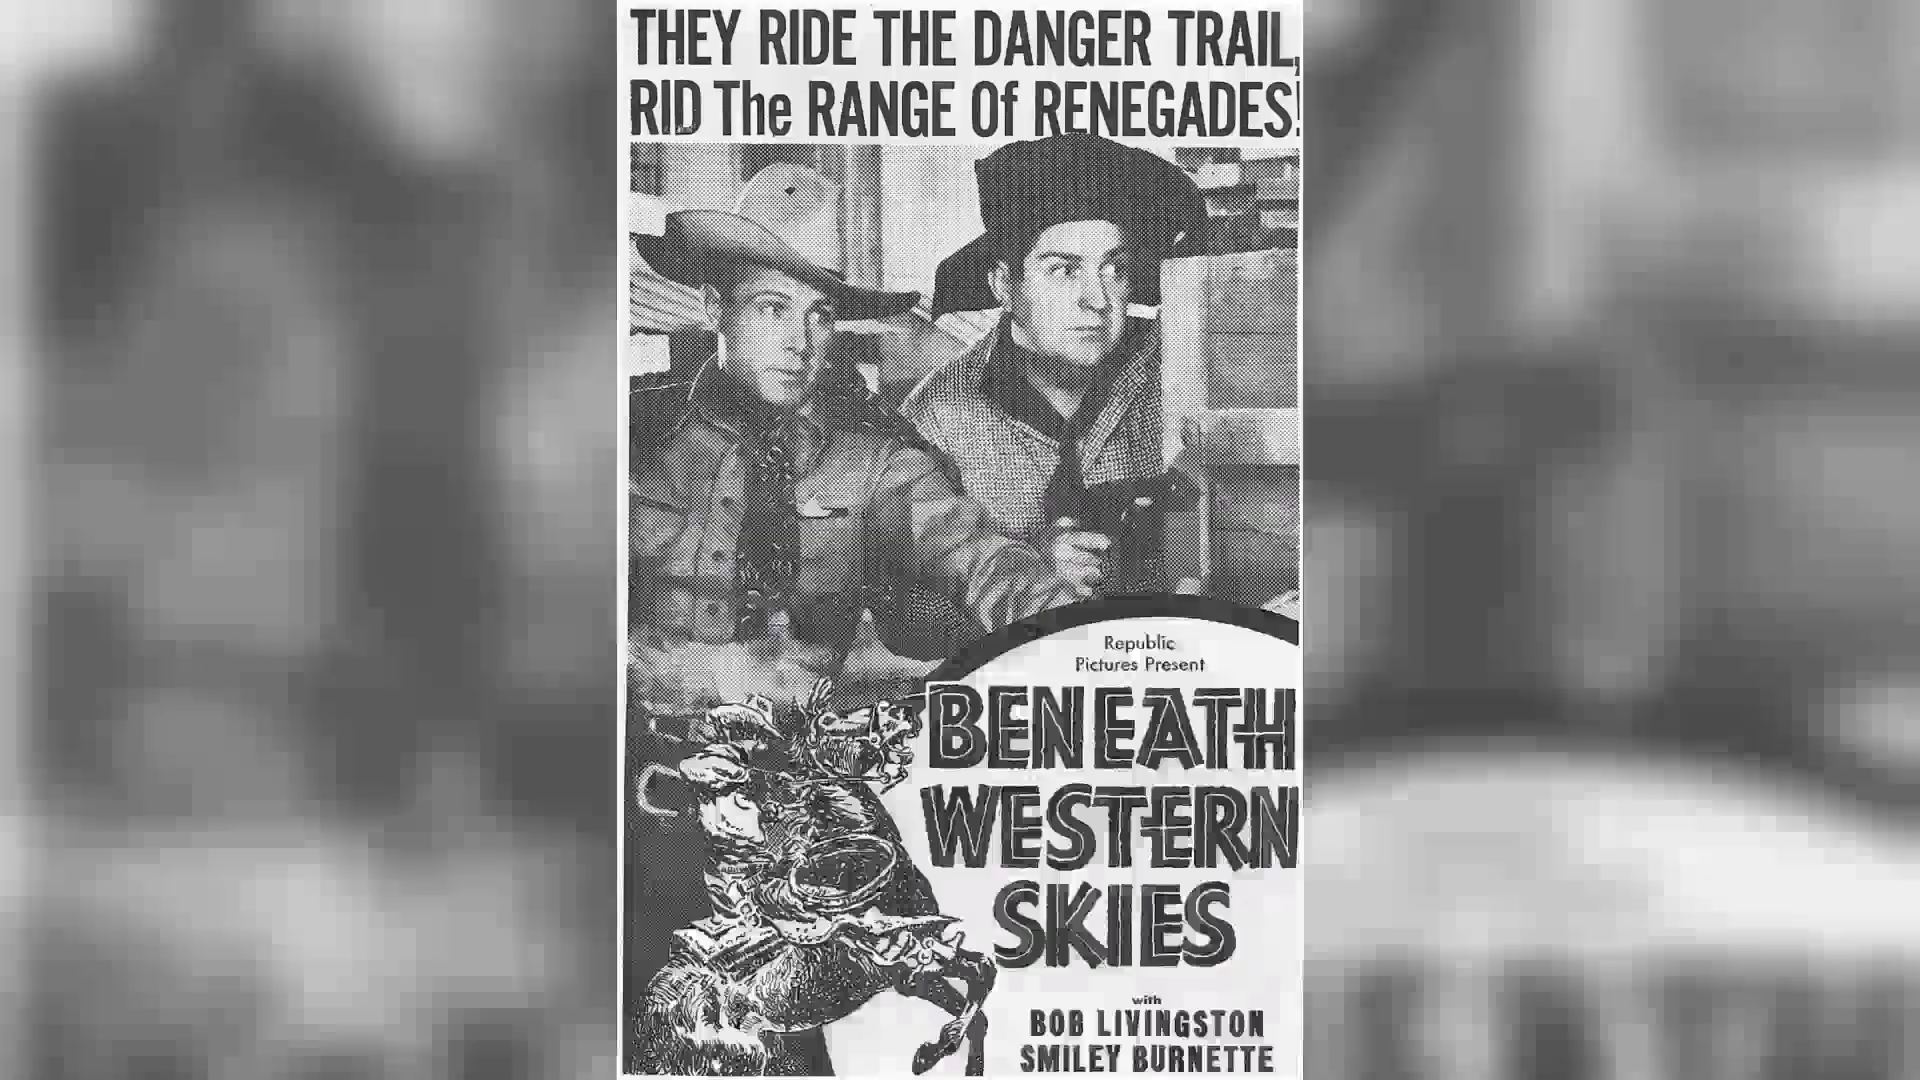 THEY RIDE THE DANGER TRAIL,
RID The RANGE Of RENEGADES!
Republic
Pictures Present
BENEATH
WESTERN
SKIES
with
BOB LIVINGSTON
SMILEY BURNETTE